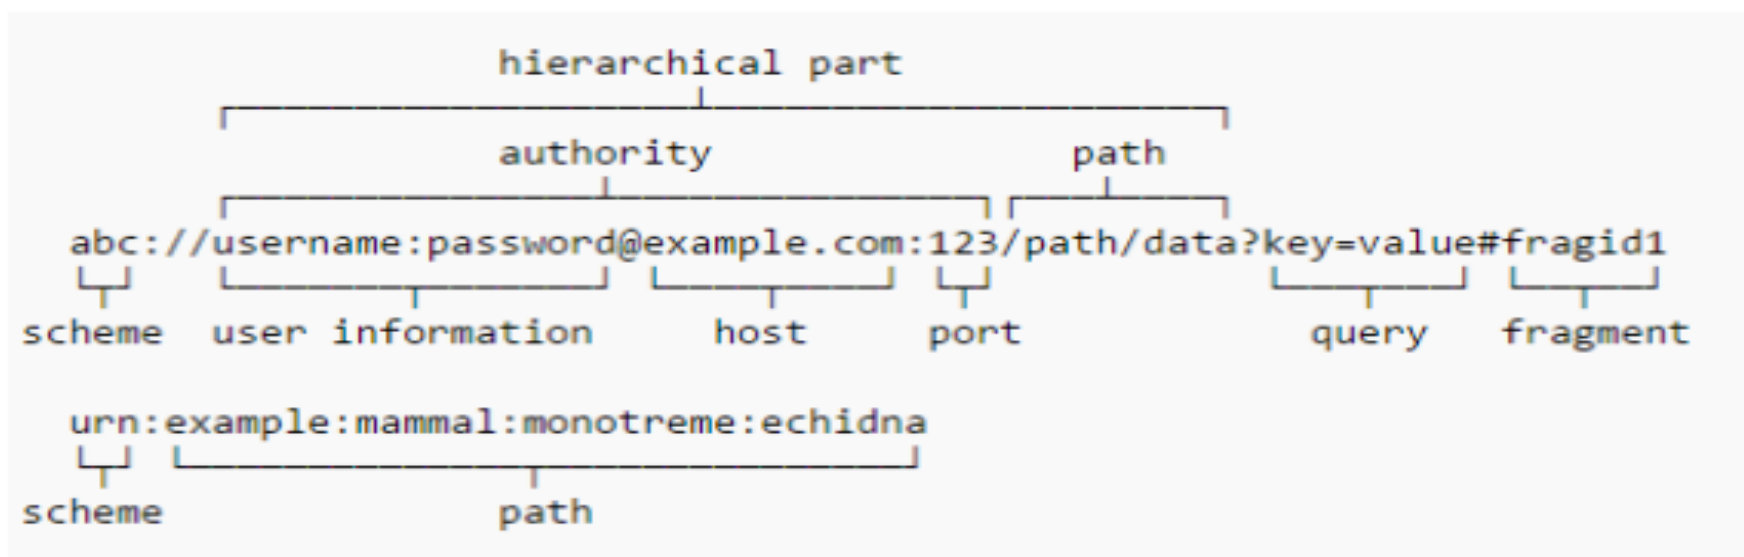 hierarchical part
authority path
abc://username:password@example.com:123/path/data?key=value#fragid1
scheme user information host port query fragment
urn:example:mammal:monotreme:echidna
scheme path